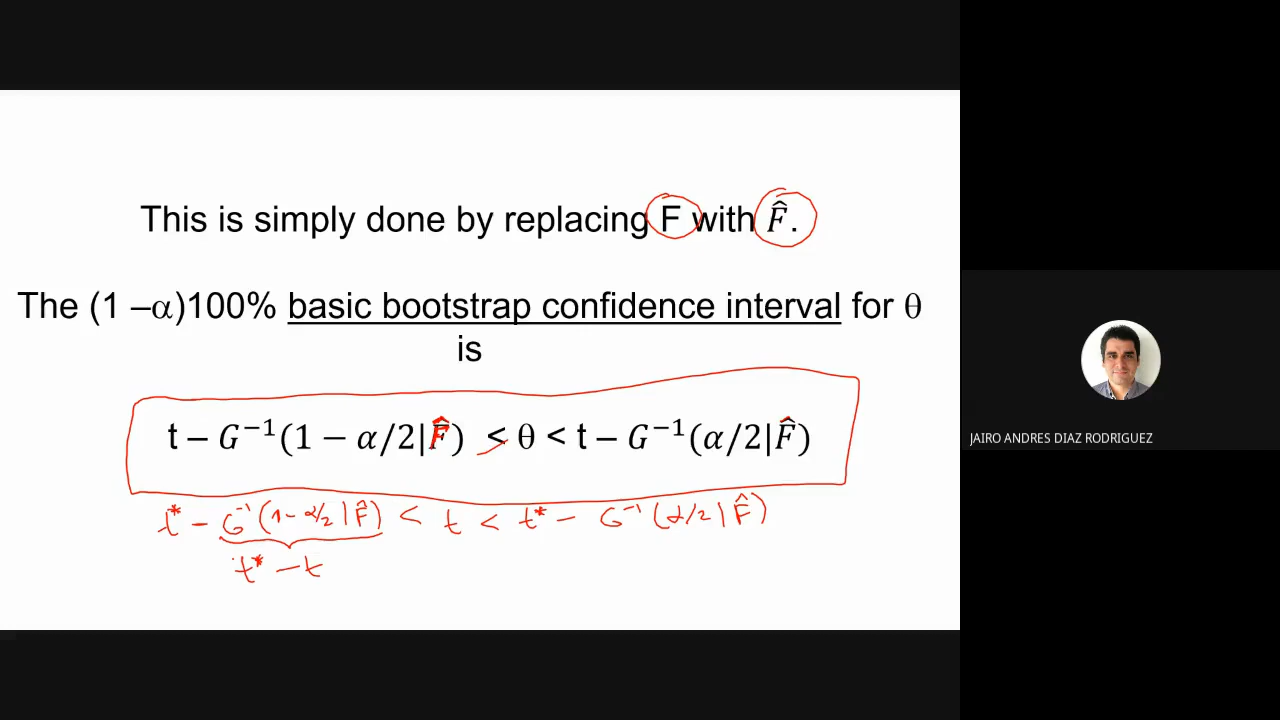 This is simply done by replacing F with F̂.
The (1 –α)100% basic bootstrap confidence interval for θ
is
t – G⁻¹(1 − α/2|F̂) < θ < t – G⁻¹(α/2|F̂)
t* – G⁻¹(1 – α/2 | F̂) < t < t* – G⁻¹(α/2 | F̂)
t* – t
JAIRO ANDRES DIAZ RODRIGUEZ